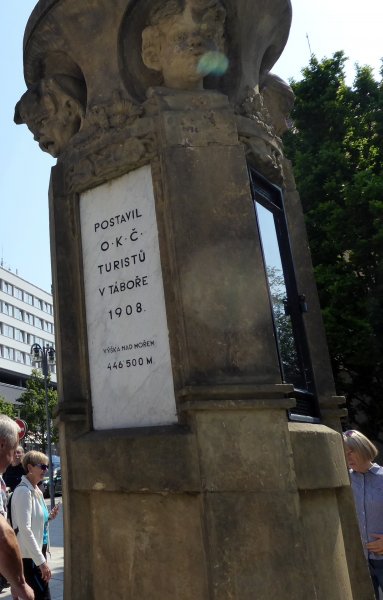 POSTAVIL
O·K·Č·
TURISTŮ
V TÁBOŘE
1908.
VÝŠKA NAD MOŘEM
446·500 M.